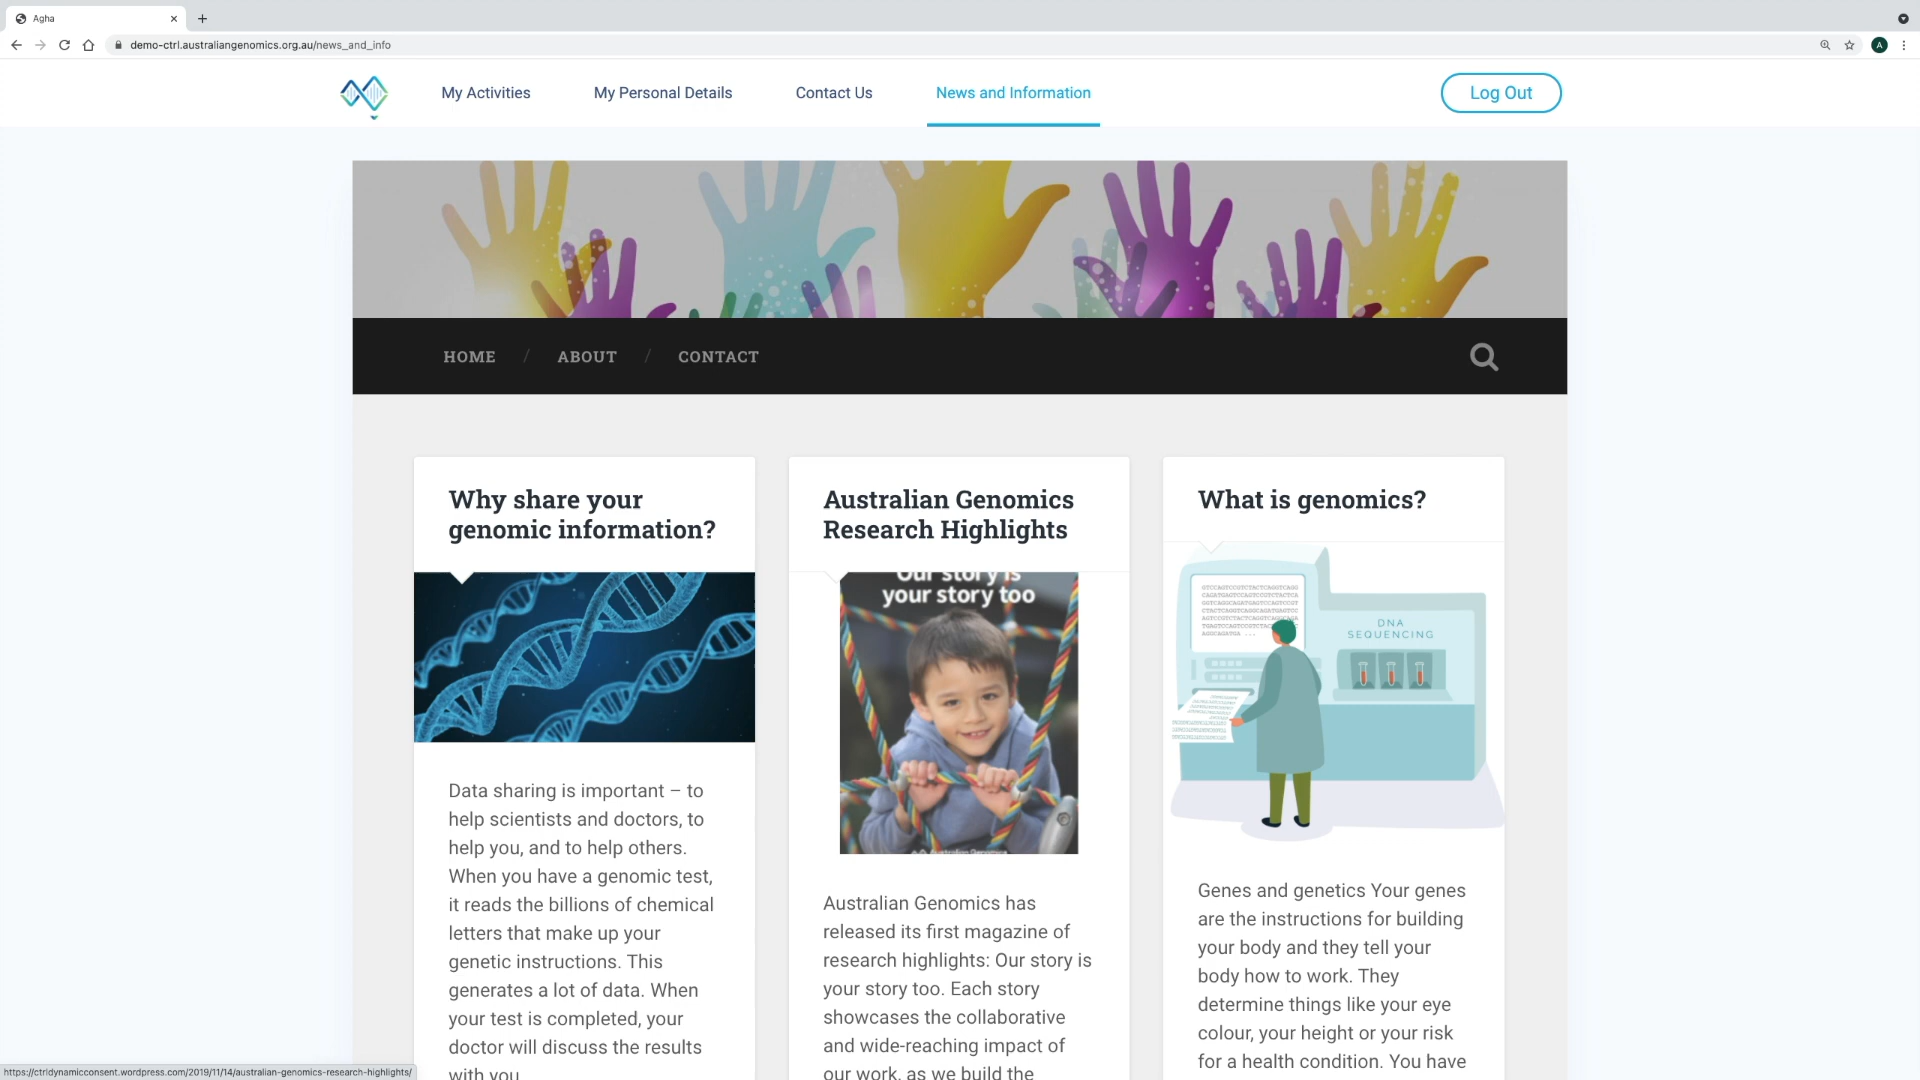 Agha
demo-ctrl.australiangenomics.org.au/news_and_info
A
My Activities
My Personal Details
Contact Us
News and Information
Log Out
HOME / ABOUT / CONTACT
Why share your
genomic information?
Data sharing is important – to
help scientists and doctors, to
help you, and to help others.
When you have a genomic test,
it reads the billions of chemical
letters that make up your
genetic instructions. This
generates a lot of data. When
your test is completed, your
doctor will discuss the results
with you
Australian Genomics
Research Highlights
Our story is
your story too
Australian Genomics
Australian Genomics has
released its first magazine of
research highlights: Our story is
your story too. Each story
showcases the collaborative
and wide-reaching impact of
our work, as we build the
What is genomics?
DNA
SEQUENCING
Genes and genetics Your genes
are the instructions for building
your body and they tell your
body how to work. They
determine things like your eye
colour, your height or your risk
for a health condition. You have
https://ctrldynamicconsent.wordpress.com/2019/11/14/australian-genomics-research-highlights/